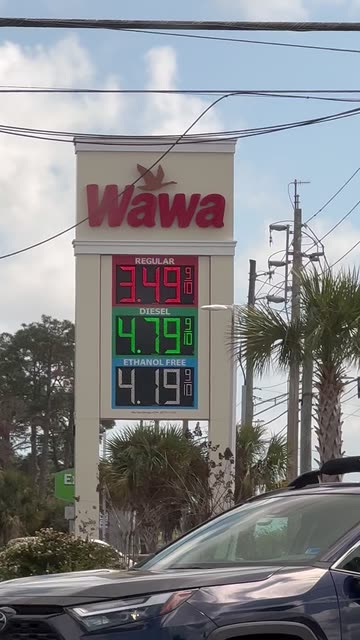 Wawa
REGULAR
3.49 9/10
DIESEL
4.79 9/10
ETHANOL FREE
4.19 9/10